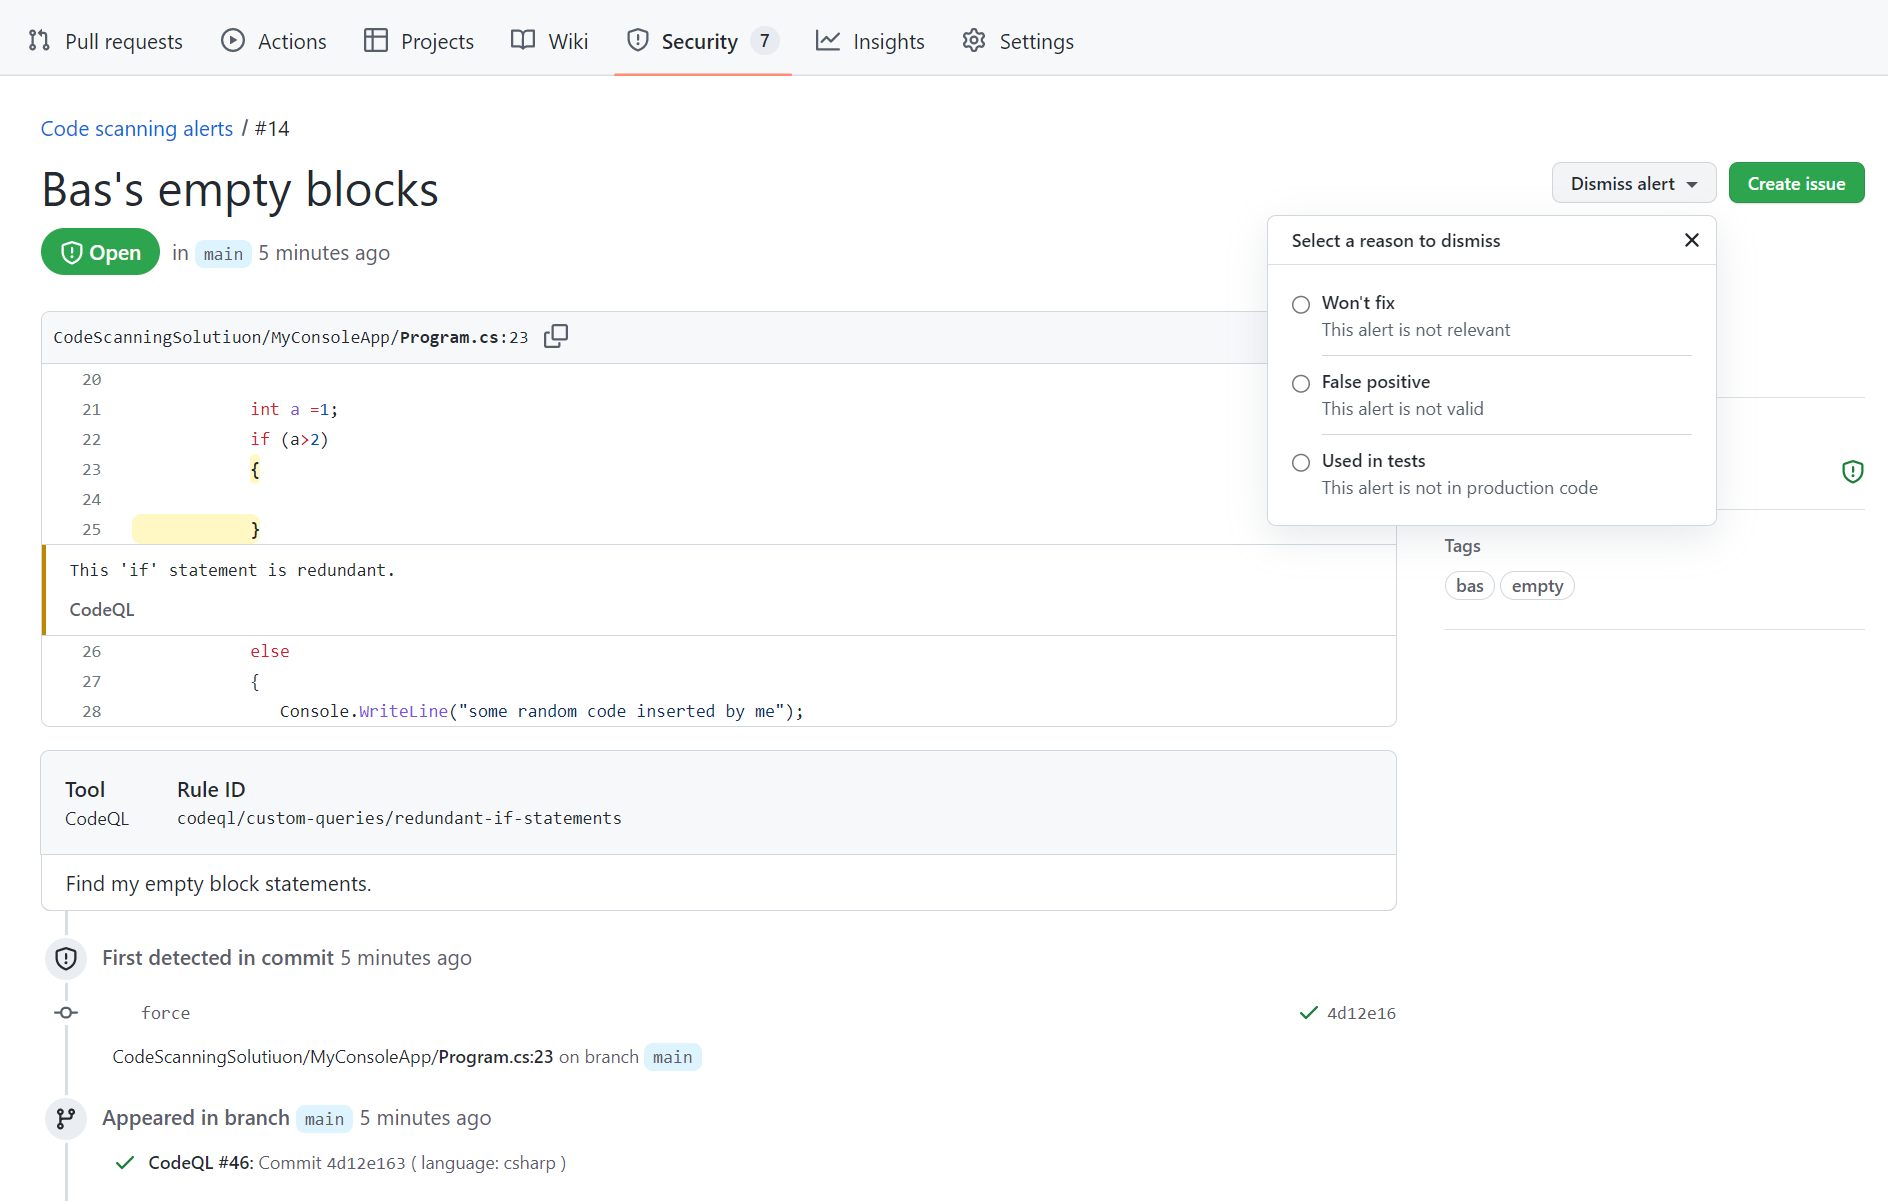 Pull requests Actions Projects Wiki Security 7 Insights Settings
Code scanning alerts / #14
Bas's empty blocks
Dismiss alert Create issue
Open in main 5 minutes ago
Select a reason to dismiss
Won't fix
This alert is not relevant
False positive
This alert is not valid
Used in tests
This alert is not in production code
CodeScanningSolutiuon/MyConsoleApp/Program.cs:23
20
21 int a =1;
22 if (a>2)
23 {
24
25 }
This 'if' statement is redundant.
CodeQL
26 else
27 {
28 Console.WriteLine("some random code inserted by me");
Tags
bas empty
Tool Rule ID
CodeQL codeql/custom-queries/redundant-if-statements
Find my empty block statements.
First detected in commit 5 minutes ago
force 4d12e16
CodeScanningSolutiuon/MyConsoleApp/Program.cs:23 on branch main
Appeared in branch main 5 minutes ago
CodeQL #46: Commit 4d12e163 ( language: csharp )